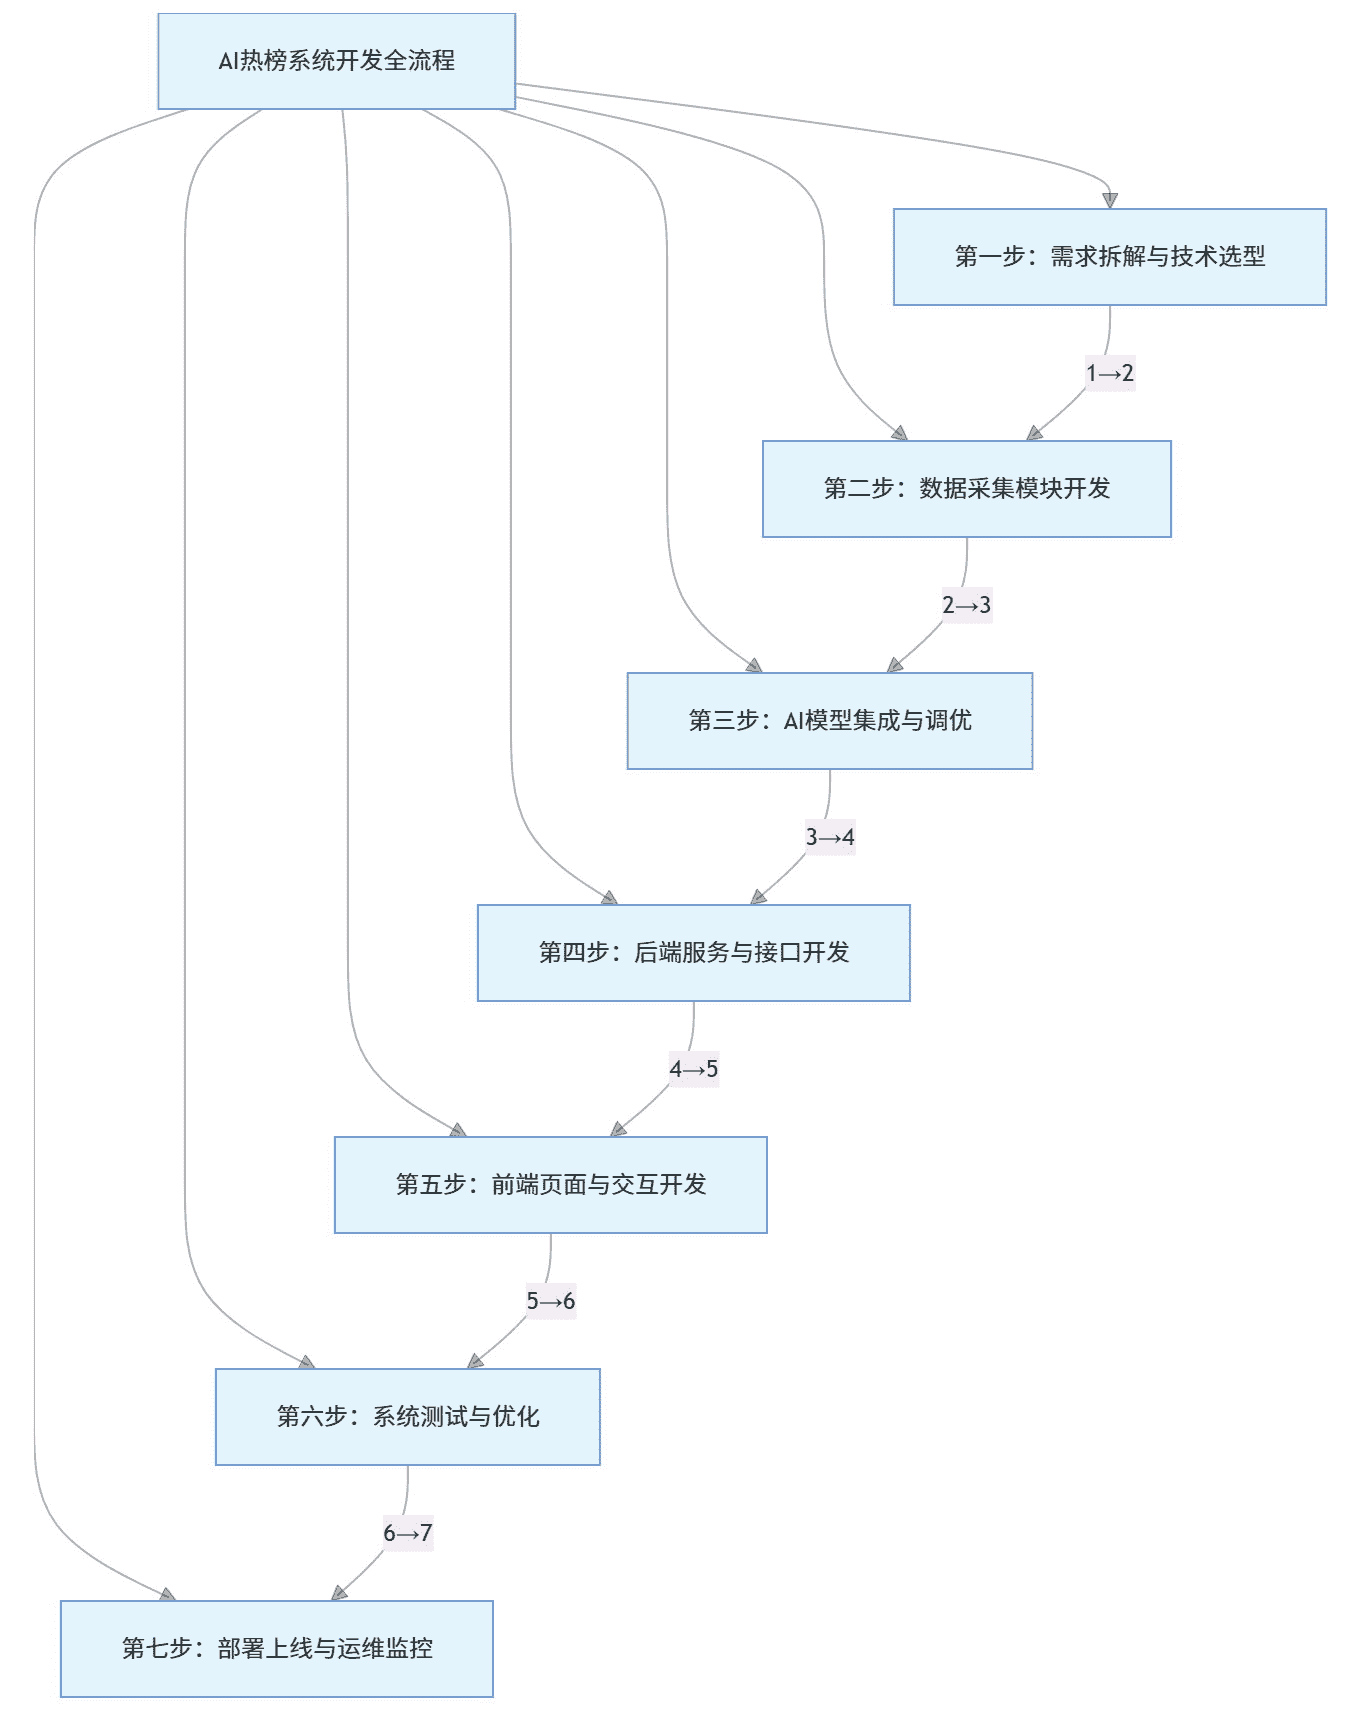 AI热榜系统开发全流程
第一步：需求拆解与技术选型
1→2
第二步：数据采集模块开发
2→3
第三步：AI模型集成与调优
3→4
第四步：后端服务与接口开发
4→5
第五步：前端页面与交互开发
5→6
第六步：系统测试与优化
6→7
第七步：部署上线与运维监控